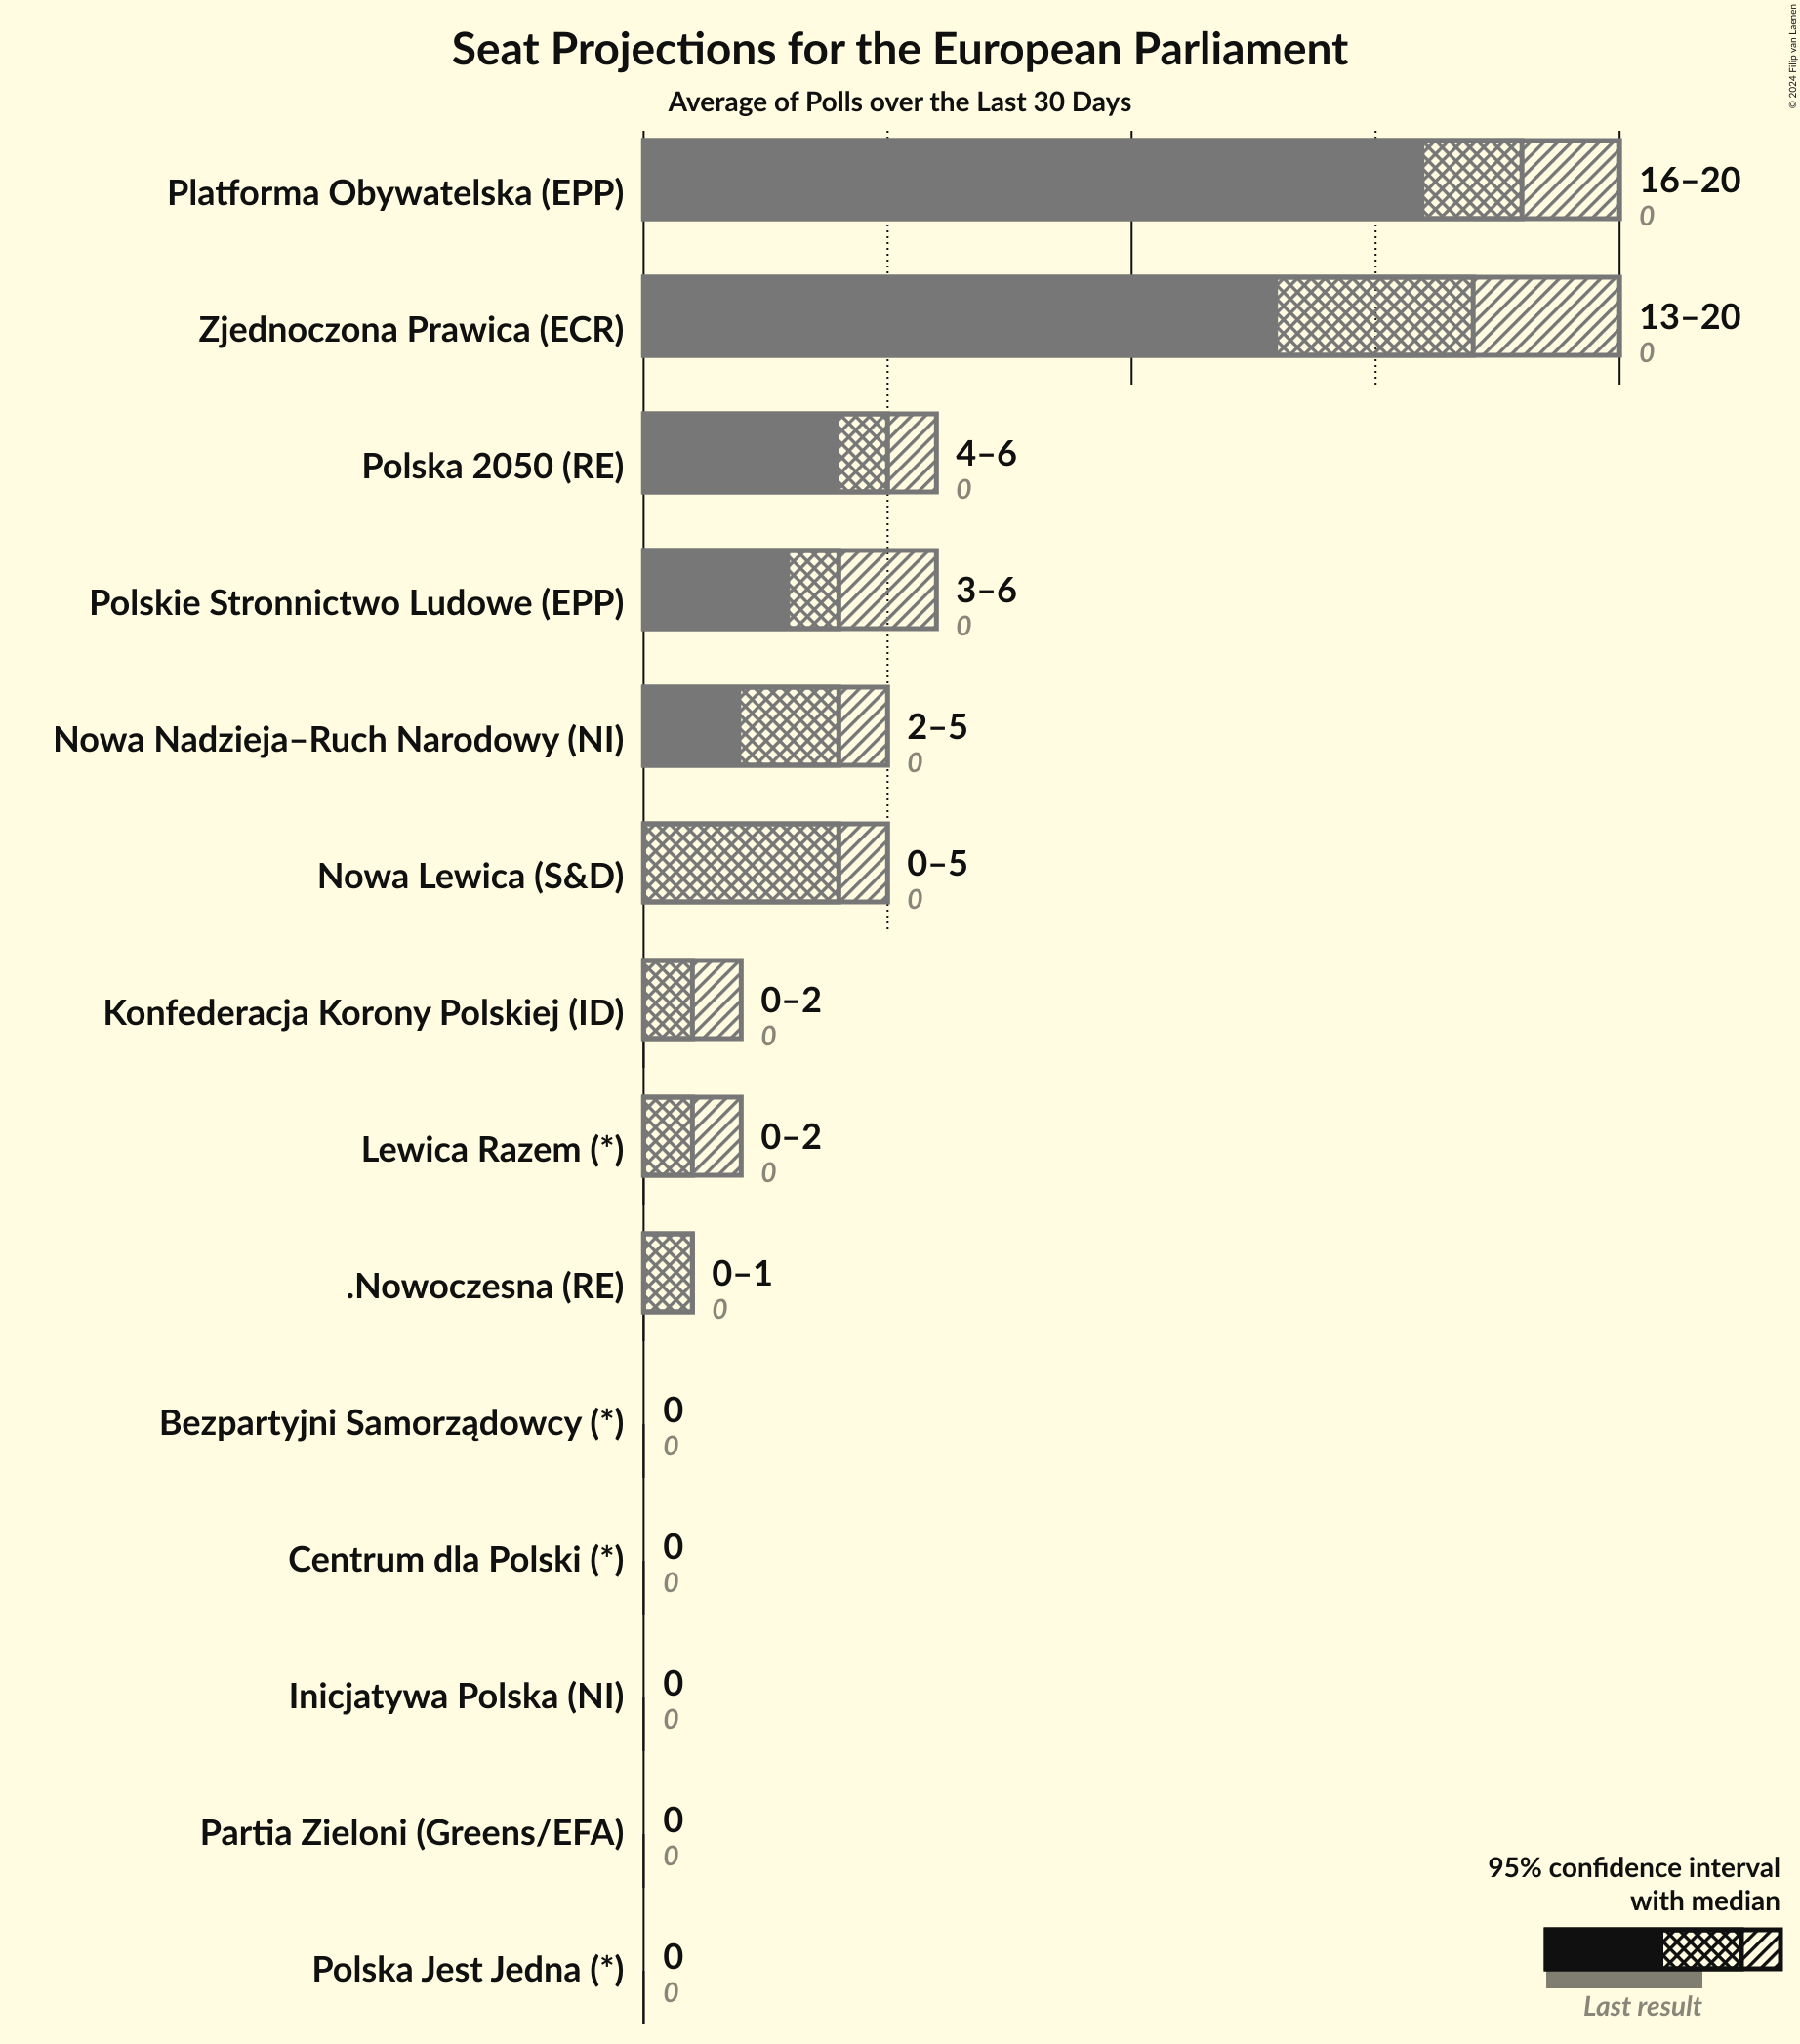 Seat Projections for the European Parliament
Average of Polls over the Last 30 Days
© 2024 Filip van Laenen
Platforma Obywatelska (EPP)
16–20
0
Zjednoczona Prawica (ECR)
13–20
0
Polska 2050 (RE)
4–6
0
Polskie Stronnictwo Ludowe (EPP)
3–6
0
Nowa Nadzieja–Ruch Narodowy (NI)
2–5
0
Nowa Lewica (S&D)
0–5
0
Konfederacja Korony Polskiej (ID)
0–2
0
Lewica Razem (*)
0–2
0
.Nowoczesna (RE)
0–1
0
Bezpartyjni Samorządowcy (*)
0
0
Centrum dla Polski (*)
0
0
Inicjatywa Polska (NI)
0
0
Partia Zieloni (Greens/EFA)
0
0
Polska Jest Jedna (*)
0
0
95% confidence interval
with median
Last result